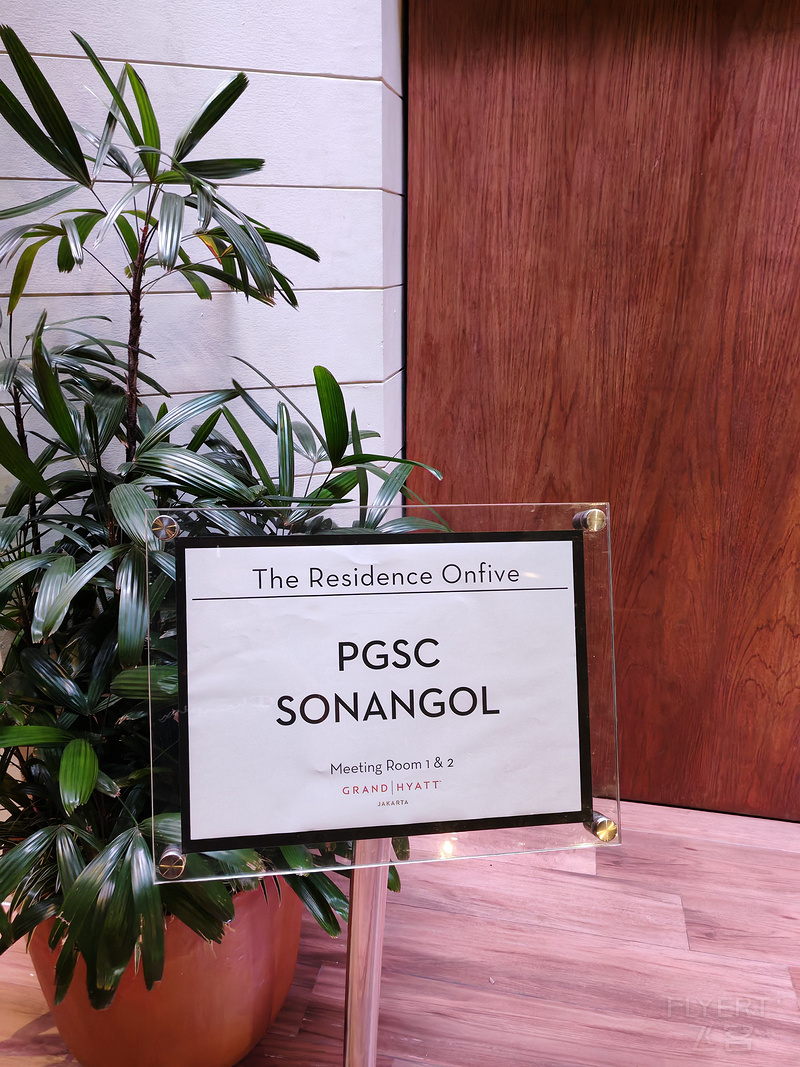 The Residence Onfive
PGSC
SONANGOL
Meeting Room 1 & 2
GRAND|HYATT
JAKARTA
FLYERT